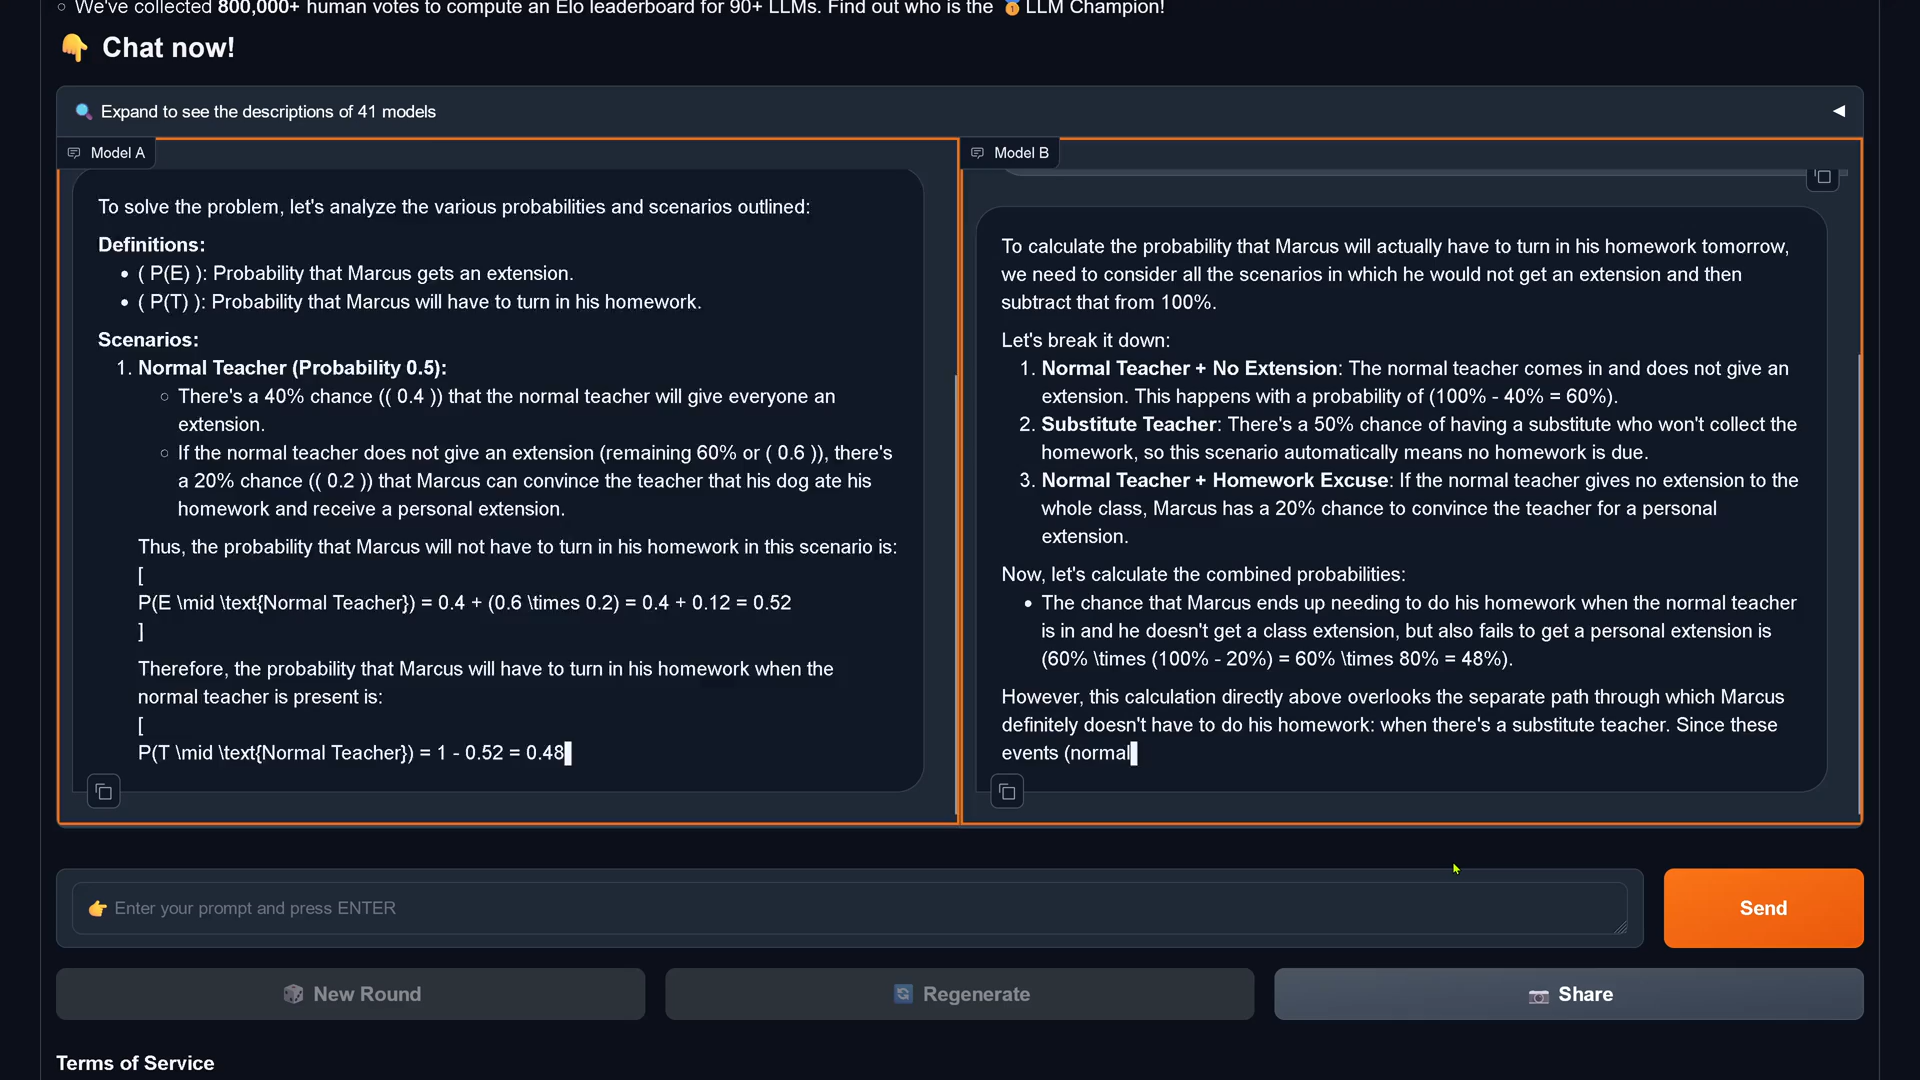 We've collected 800,000+ human votes to compute an Elo leaderboard for 90+ LLMs. Find out who is the 🥇 LLM Champion!
👇 Chat now!
🔍 Expand to see the descriptions of 41 models
Model A
To solve the problem, let's analyze the various probabilities and scenarios outlined:
Definitions:
• ( P(E) ): Probability that Marcus gets an extension.
• ( P(T) ): Probability that Marcus will have to turn in his homework.
Scenarios:
1. Normal Teacher (Probability 0.5):
○ There's a 40% chance (( 0.4 )) that the normal teacher will give everyone an
extension.
○ If the normal teacher does not give an extension (remaining 60% or ( 0.6 )), there's
a 20% chance (( 0.2 )) that Marcus can convince the teacher that his dog ate his
homework and receive a personal extension.
Thus, the probability that Marcus will not have to turn in his homework in this scenario is:
[
P(E \mid \text{Normal Teacher}) = 0.4 + (0.6 \times 0.2) = 0.4 + 0.12 = 0.52
]
Therefore, the probability that Marcus will have to turn in his homework when the
normal teacher is present is:
[
P(T \mid \text{Normal Teacher}) = 1 - 0.52 = 0.48
Model B
To calculate the probability that Marcus will actually have to turn in his homework tomorrow,
we need to consider all the scenarios in which he would not get an extension and then
subtract that from 100%.
Let's break it down:
1. Normal Teacher + No Extension: The normal teacher comes in and does not give an
extension. This happens with a probability of (100% - 40% = 60%).
2. Substitute Teacher: There's a 50% chance of having a substitute who won't collect the
homework, so this scenario automatically means no homework is due.
3. Normal Teacher + Homework Excuse: If the normal teacher gives no extension to the
whole class, Marcus has a 20% chance to convince the teacher for a personal
extension.
Now, let's calculate the combined probabilities:
• The chance that Marcus ends up needing to do his homework when the normal teacher
is in and he doesn't get a class extension, but also fails to get a personal extension is
(60% \times (100% - 20%) = 60% \times 80% = 48%).
However, this calculation directly above overlooks the separate path through which Marcus
definitely doesn't have to do his homework: when there's a substitute teacher. Since these
events (normal
👉 Enter your prompt and press ENTER
Send
🎲 New Round
🔄 Regenerate
📷 Share
Terms of Service